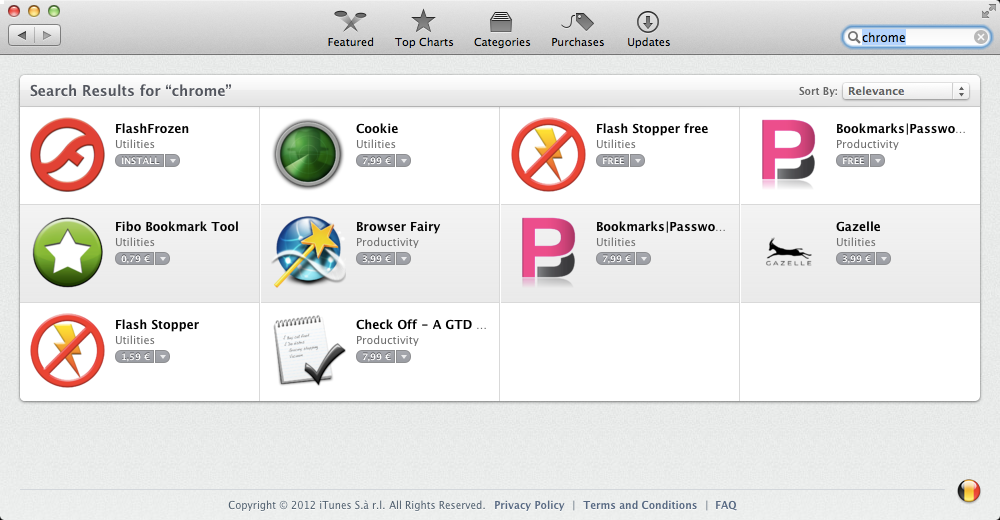 Featured
Top Charts
Categories
Purchases
Updates
chrome
Search Results for “chrome”
Sort By:
Relevance
FlashFrozen
Utilities
INSTALL
Cookie
Utilities
7,99 €
Flash Stopper free
Utilities
FREE
Bookmarks|Passwo...
Productivity
FREE
Fibo Bookmark Tool
Utilities
0,79 €
Browser Fairy
Productivity
3,99 €
Bookmarks|Passwo...
Utilities
7,99 €
GAZELLE
Gazelle
Utilities
3,99 €
Flash Stopper
Utilities
1,59 €
Check Off – A GTD ...
Productivity
7,99 €
Copyright © 2012 iTunes S.à r.l. All Rights Reserved. Privacy Policy | Terms and Conditions | FAQ